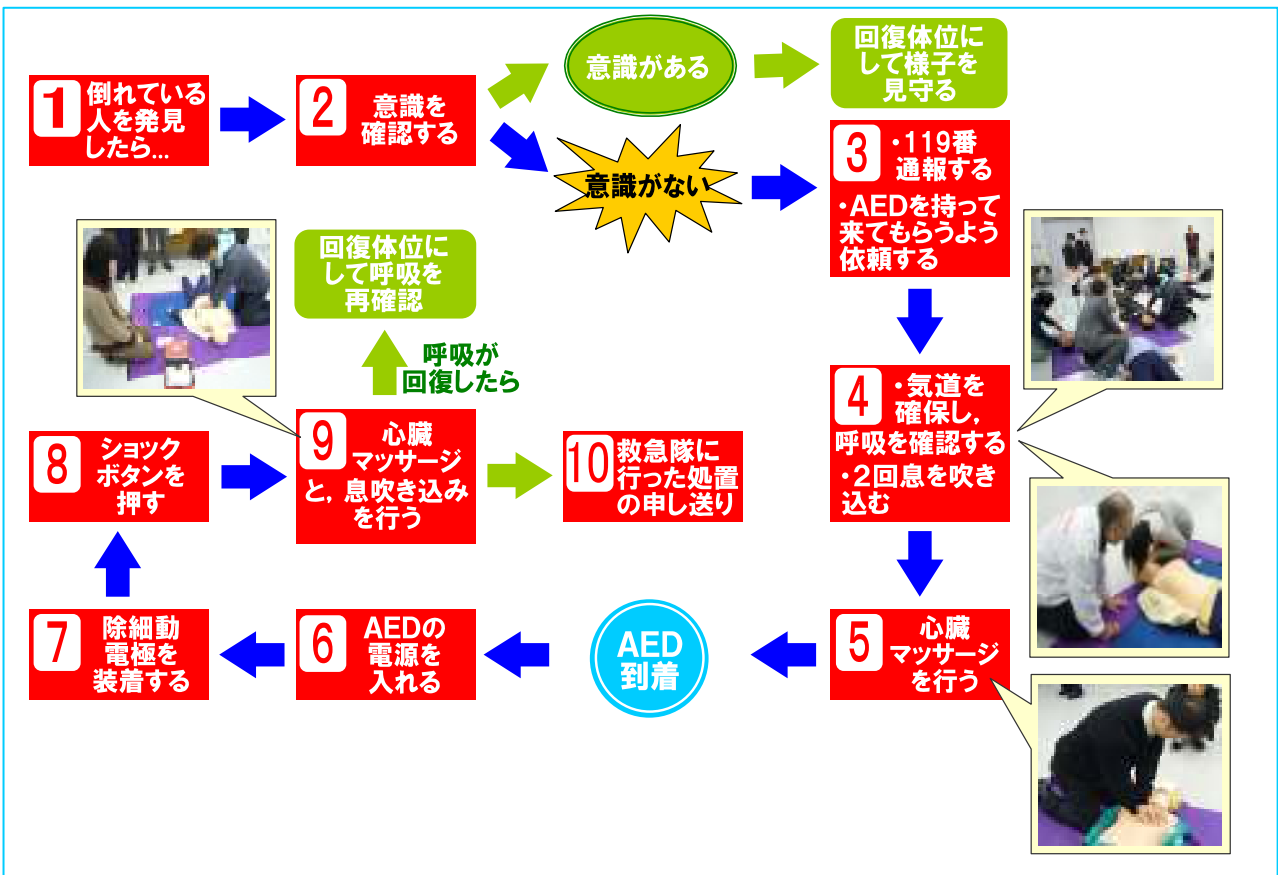 1 倒れている
人を発見
したら...
2 意識を
確認する
意識がある
回復体位に
して様子を
見守る
意識がない
3 ・119番
通報する
・AEDを持って
来てもらうよう
依頼する
4 ・気道を
確保し,
呼吸を確認する
・2回息を吹き
込む
5 心臓
マッサージ
を行う
AED
到着
6 AEDの
電源を
入れる
7 除細動
電極を
装着する
8 ショック
ボタンを
押す
9 心臓
マッサージ
と, 息吹き込み
を行う
呼吸が
回復したら
回復体位に
して呼吸を
再確認
10 救急隊に
行った処置
の申し送り